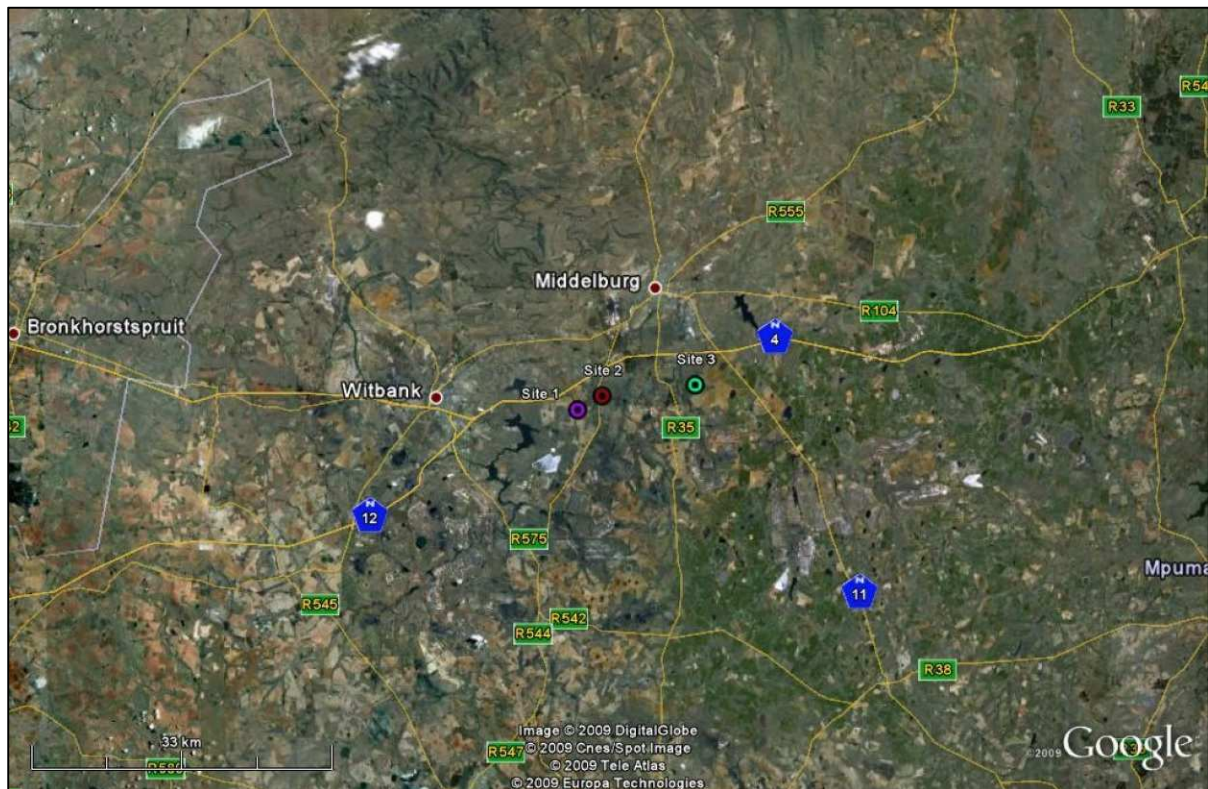 R33
R54
R555
Middelburg
R104
Bronkhorstspruit
N
4
Site 3
Site 2
Witbank
Site 1
R35
N
12
R575
Mpuma
N
11
R545
R542
R544
R38
Image © 2009 DigitalGlobe
33 km
© 2009 Cnes/Spot Image
R547
©2009 Google
© 2009 Tele Atlas
© 2009 Europa Technologies